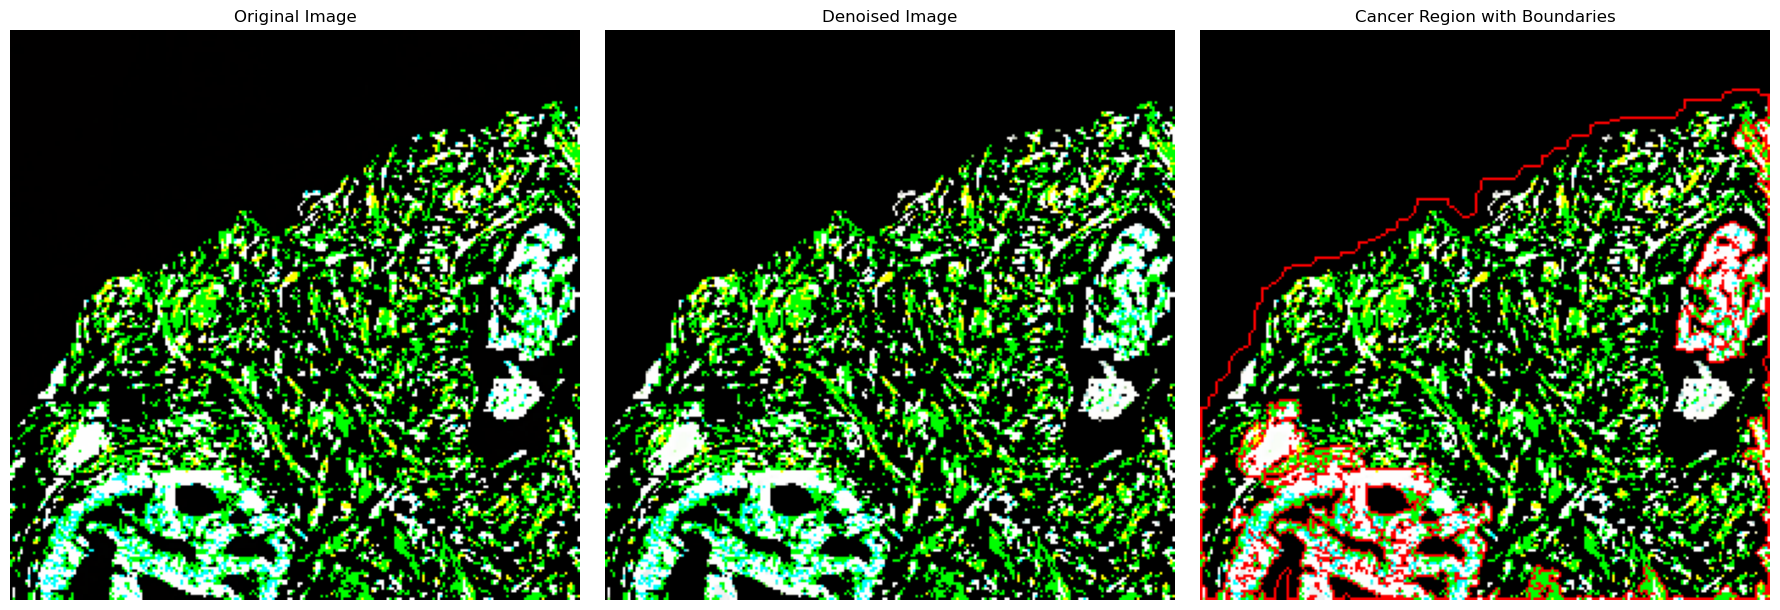 Original Image
Denoised Image
Cancer Region with Boundaries